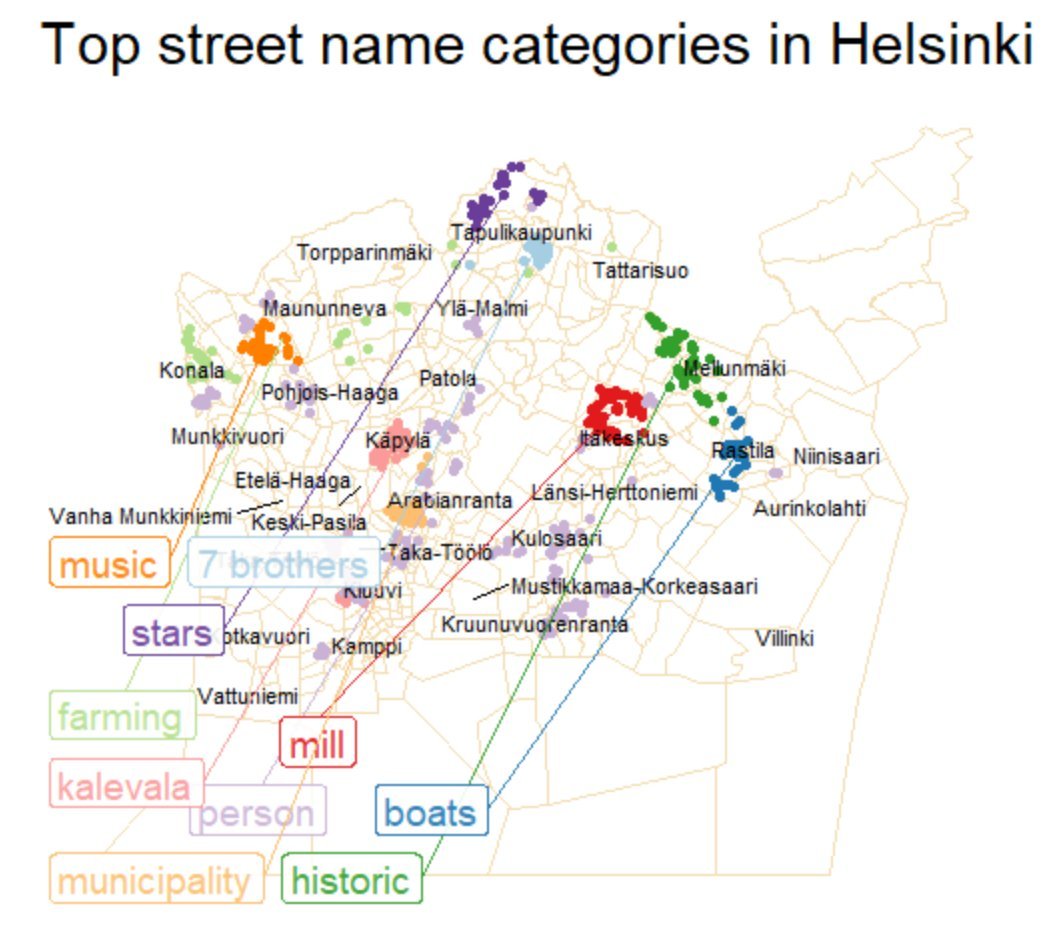 Top street name categories in Helsinki
Tapulikaupunki
Torpparinmäki
Tattarisuo
Maununneva
Ylä-Malmi
Konala
Mellunmäki
Patola
Pohjois-Haaga
Munkkivuori
Käpylä
Itäkeskus
Rastila
Niinisaari
Etelä-Haaga
Arabianranta
Länsi-Herttoniemi
Aurinkolahti
Vanha Munkkiniemi
Keski-Pasila
Kulosaari
Taka-Töölö
music
7 brothers
Kluuvi
Mustikkamaa-Korkeasaari
stars
otkavuori
Kruunuvuorenranta
Villinki
Kamppi
Vattuniemi
farming
mill
kalevala
person
boats
municipality
historic